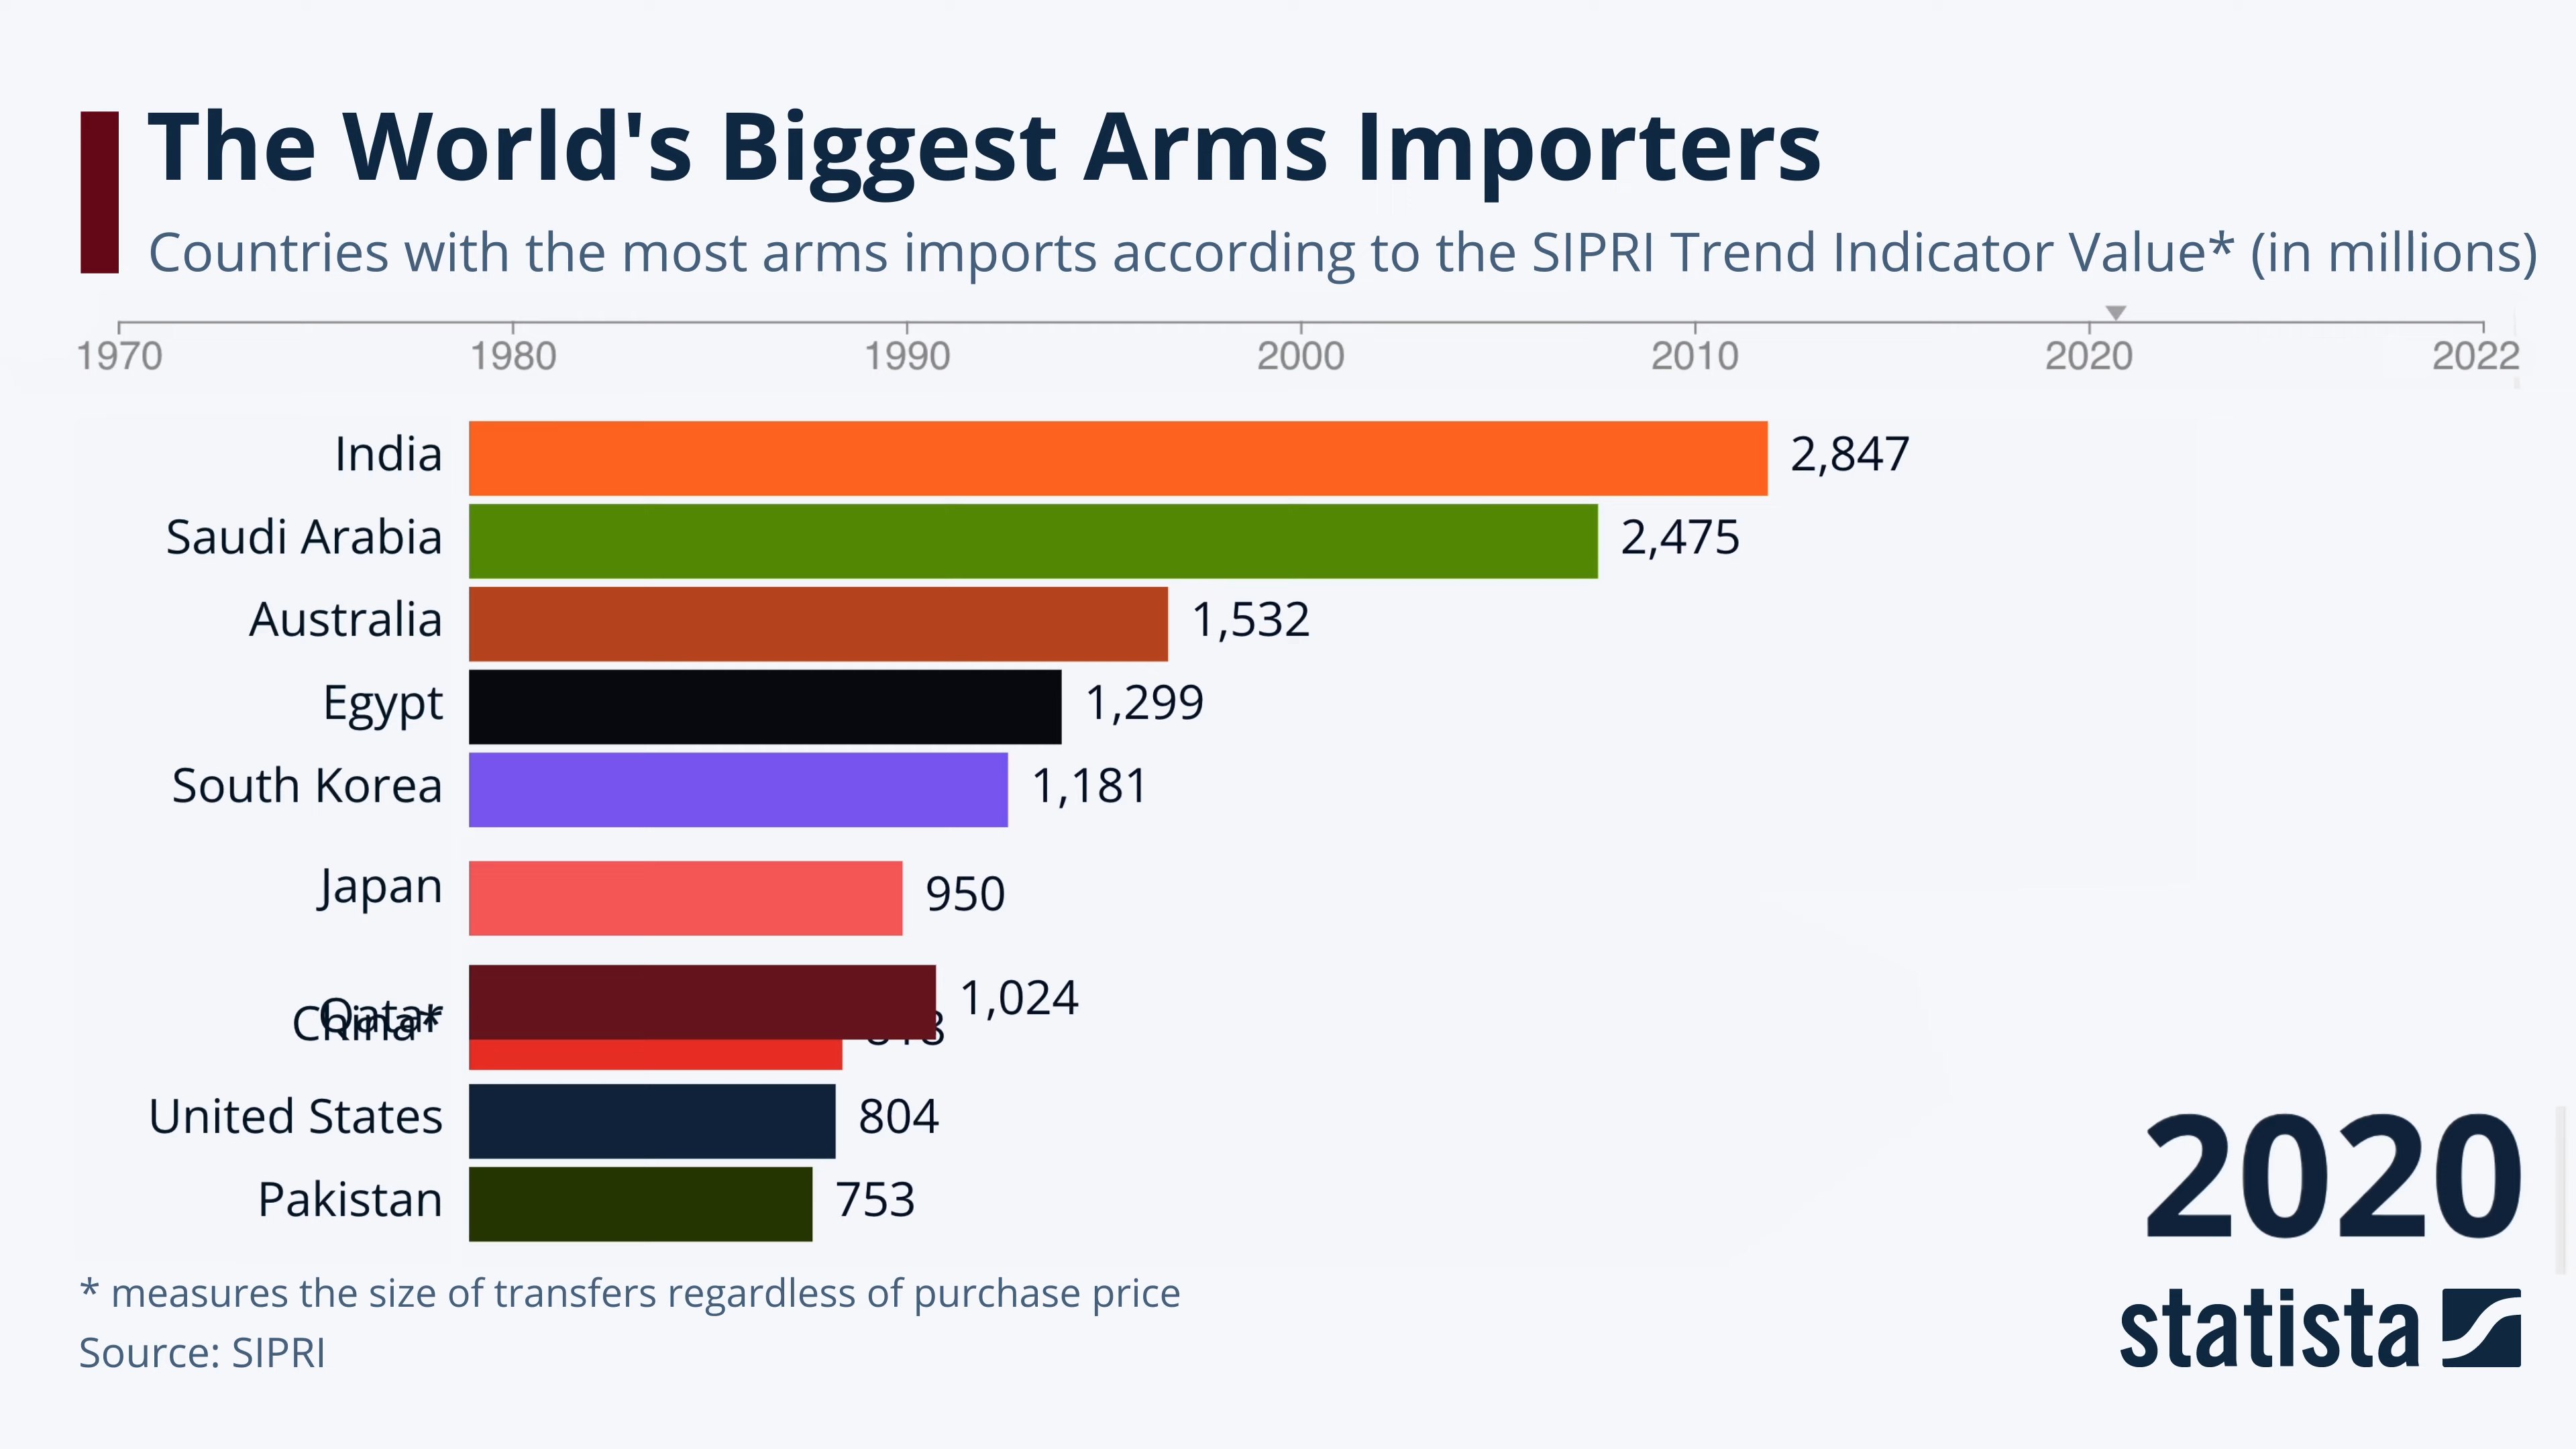 The World's Biggest Arms Importers
Countries with the most arms imports according to the SIPRI Trend Indicator Value* (in millions)
1970 1980 1990 2000 2010 2020 2022
India 2,847
Saudi Arabia 2,475
Australia 1,532
Egypt 1,299
South Korea 1,181
Japan 950
Qatar 1,024
China*
United States 804
Pakistan 753
2020
* measures the size of transfers regardless of purchase price
Source: SIPRI
statista